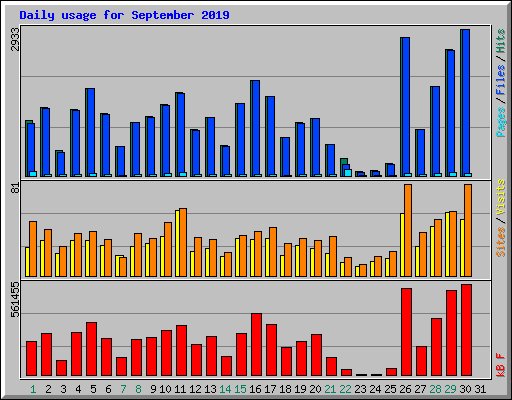 Daily usage for September 2019
2933
Pages / Files / Hits
81
Sites / Visits
561455
kB F
1 2 3 4 5 6 7 8 9 10 11 12 13 14 15 16 17 18 19 20 21 22 23 24 25 26 27 28 29 30 31